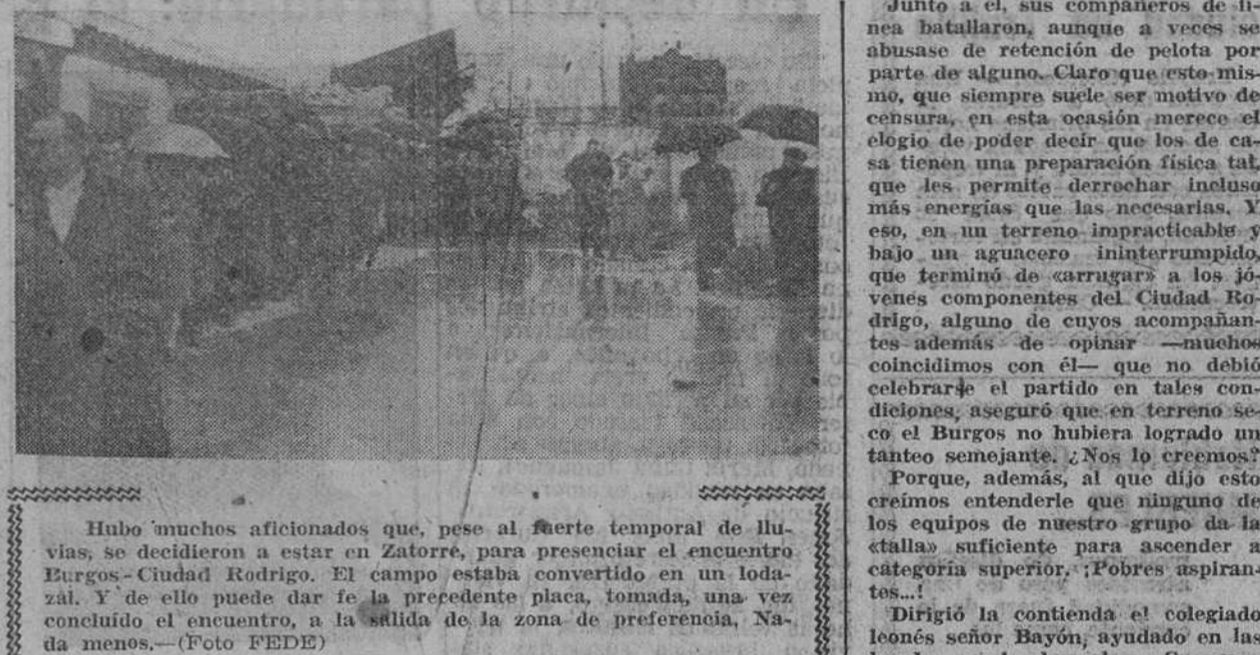 Hubo muchos aficionados que, pese al fuerte temporal de llu-
vias, se decidieron a estar en Zatorre, para presenciar el encuentro
Burgos-Ciudad Rodrigo. El campo estaba convertido en un loda-
zal. Y de ello puede dar fe la precedente placa, tomada, una vez
concluído el encuentro, a la salida de la zona de preferencia. Na-
da menos.—(Foto FEDE)
Junto a él, sus compañeros de lí-
nea batallaron, aunque a veces se
abusase de retención de pelota por
parte de alguno. Claro que esto mis-
mo, que siempre suele ser motivo de
censura, en esta ocasión merece el
elogio de poder decir que los de ca-
sa tienen una preparación física tal,
que les permite derrochar incluso
más energías que las necesarias. Y
eso, en un terreno impracticable y
bajo un aguacero ininterrumpido,
que terminó de «arrugar» a los jó-
venes componentes del Ciudad Ro-
drigo, alguno de cuyos acompañan-
tes además de opinar —muchos
coincidimos con él— que no debió
celebrarse el partido en tales con-
diciones, aseguró que en terreno se-
co el Burgos no hubiera logrado un
tanteo semejante. ¿Nos lo creemos?
Porque, además, al que dijo esto
creímos entenderle que ninguno de
los equipos de nuestro grupo da la
«talla» suficiente para ascender a
categoría superior. ¡Pobres aspiran-
tes...!
Dirigió la contienda el colegiado
leonés señor Bayón, ayudado en las